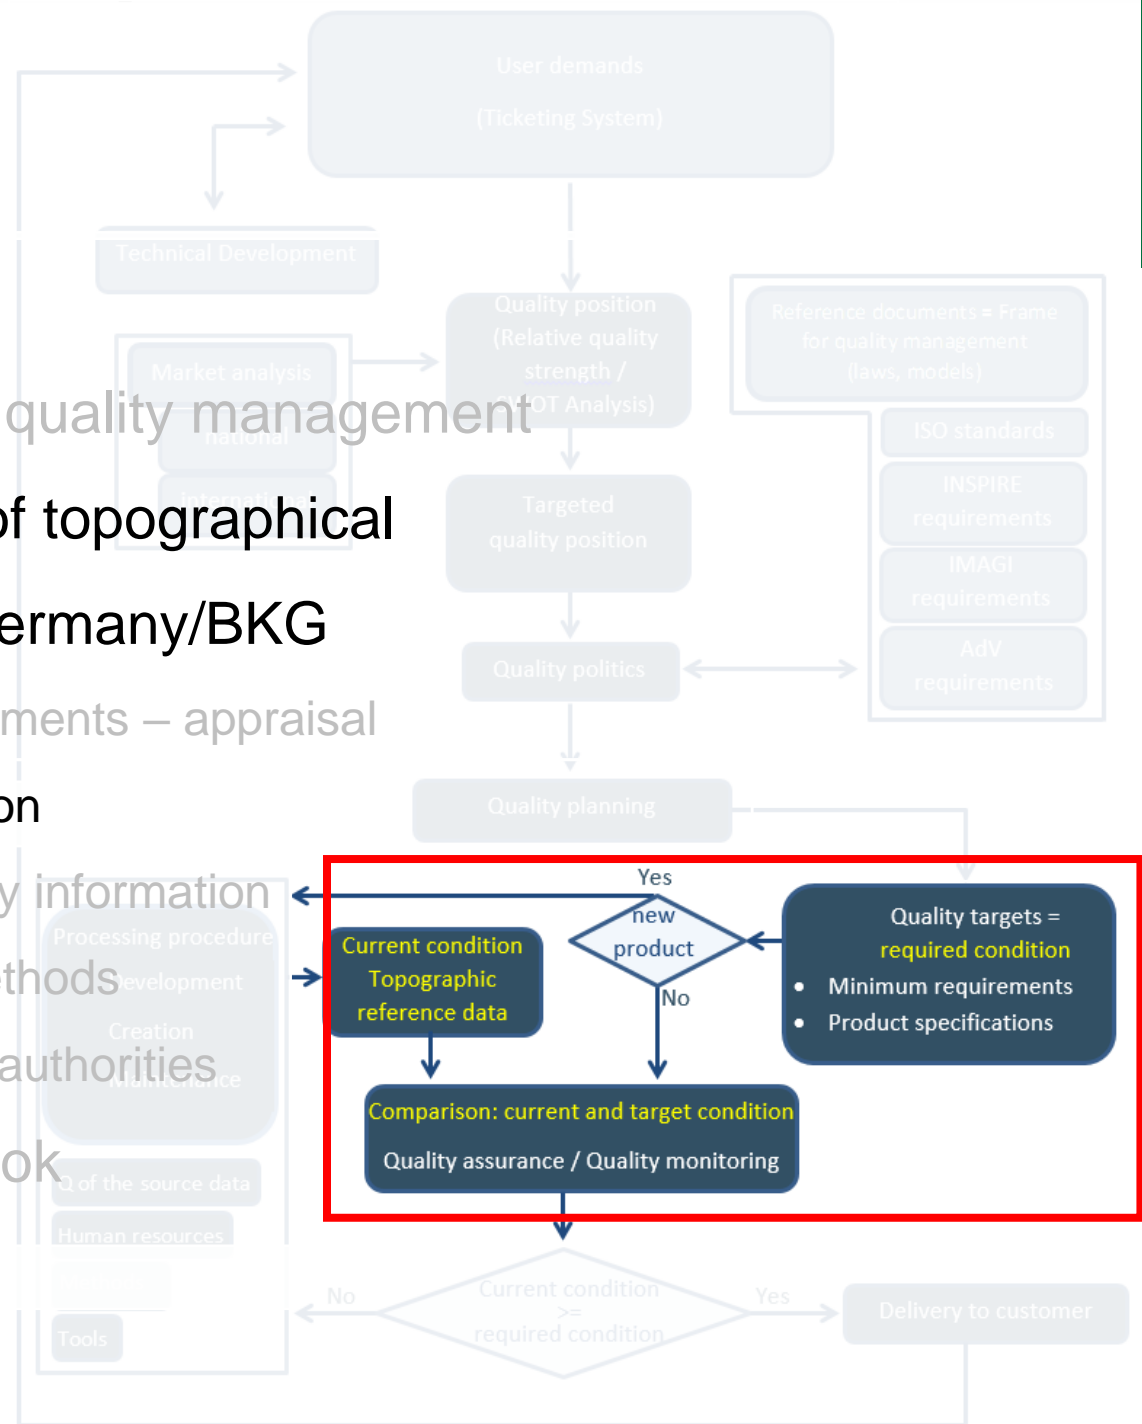 User demands
(Ticketing System)
Technical Development
Quality position
(Relative quality
strength /
SWOT Analysis)
Reference documents = Frame
for quality management
(laws, models)
Market analysis
national
international
ISO standards
INSPIRE
requirements
IMAGI
requirements
AdV
requirements
Targeted
quality position
Quality politics
Quality planning
quality management
of topographical
ermany/BKG
ments – appraisal
on
y information
ethods
authorities
ok
Yes
new
product
No
Quality targets =
required condition
• Minimum requirements
• Product specifications
Current condition
Topographic
reference data
Processing procedure
Development
Creation
Maintenance
Comparison: current and target condition
Quality assurance / Quality monitoring
Q of the source data
Human resources
Tools
No
Current condition
>=
required condition
Yes
Delivery to customer